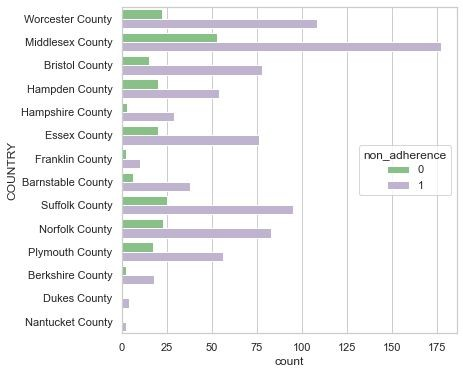 Worcester County
Middlesex County
Bristol County
Hampden County
Hampshire County
Essex County
Franklin County
Barnstable County
Suffolk County
Norfolk County
Plymouth County
Berkshire County
Dukes County
Nantucket County
COUNTRY
non_adherence
0
1
0 25 50 75 100 125 150 175
count